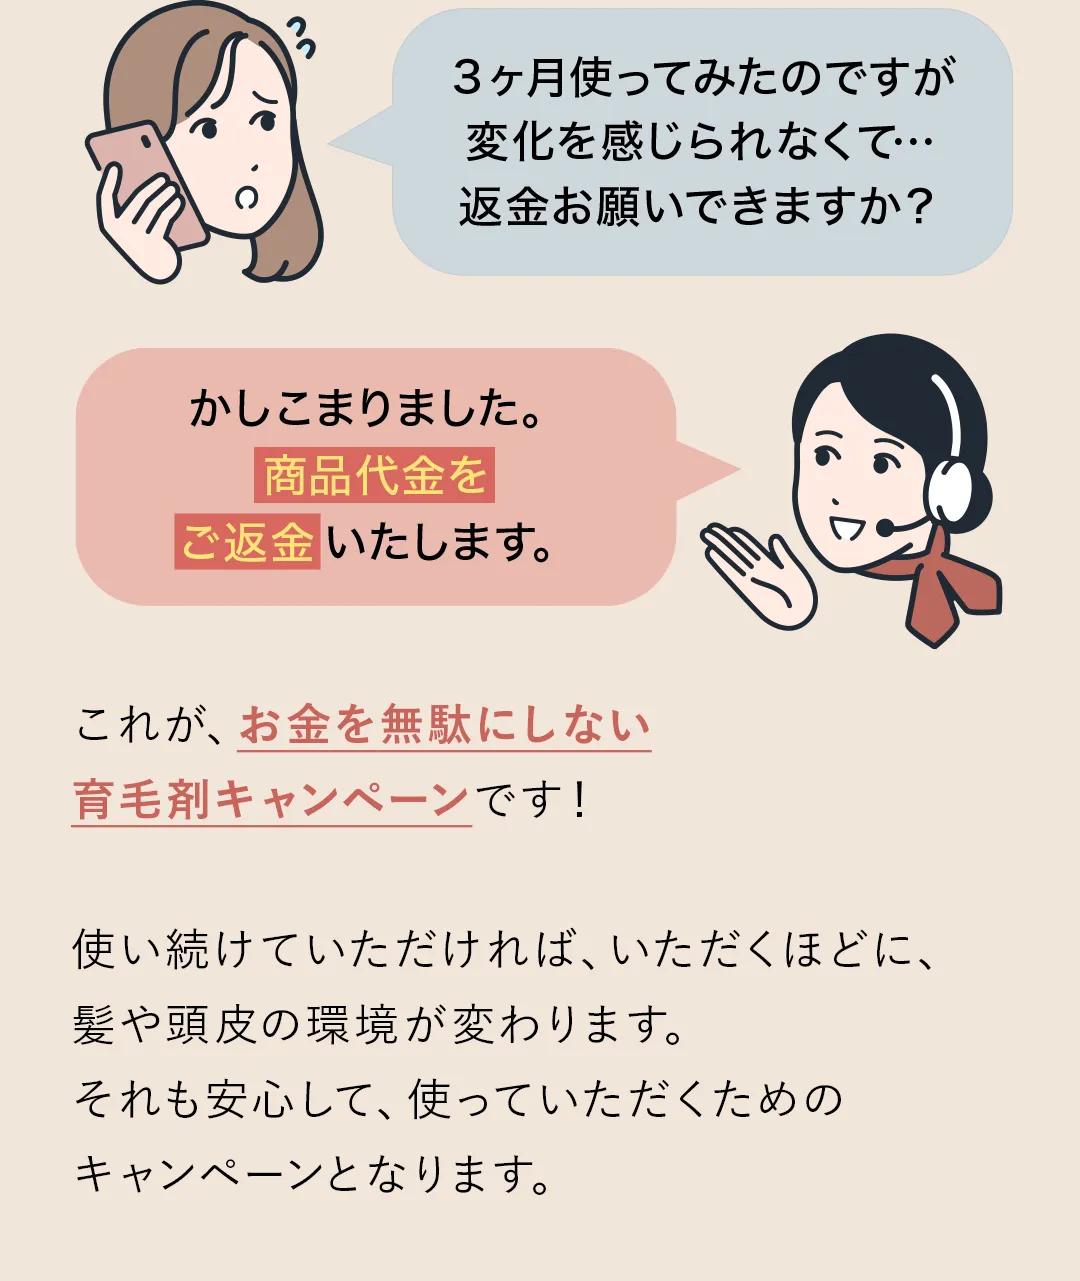 3ヶ月使ってみたのですが
変化を感じられなくて…
返金お願いできますか？
かしこまりました。
商品代金を
ご返金いたします。
これが、お金を無駄にしない
育毛剤キャンペーンです！
使い続けていただければ、いただくほどに、
髪や頭皮の環境が変わります。
それも安心して、使っていただくための
キャンペーンとなります。